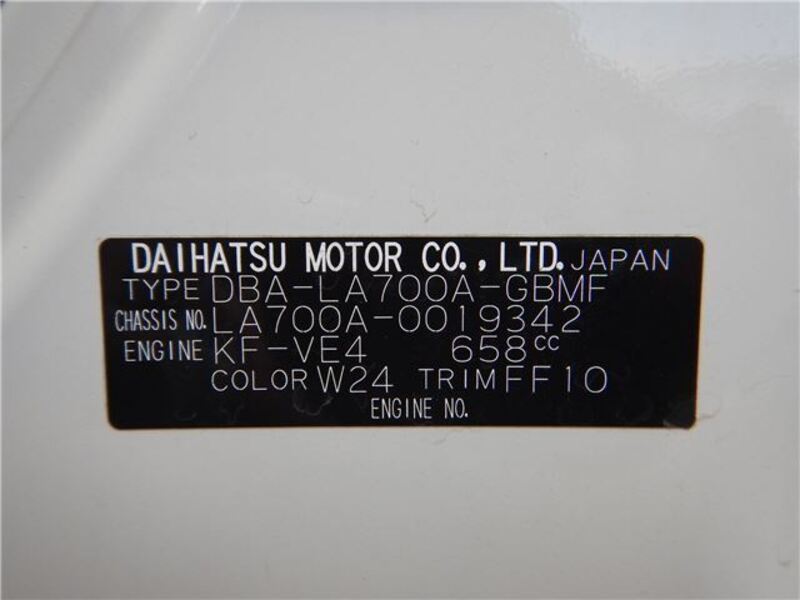 DAIHATSU MOTOR CO., LTD. JAPAN
TYPE DBA-LA700A-GBMF
CHASSIS NO. LA700A-0019342
ENGINE KF-VE4 658cc
COLOR W24 TRIM FF10
ENGINE NO.